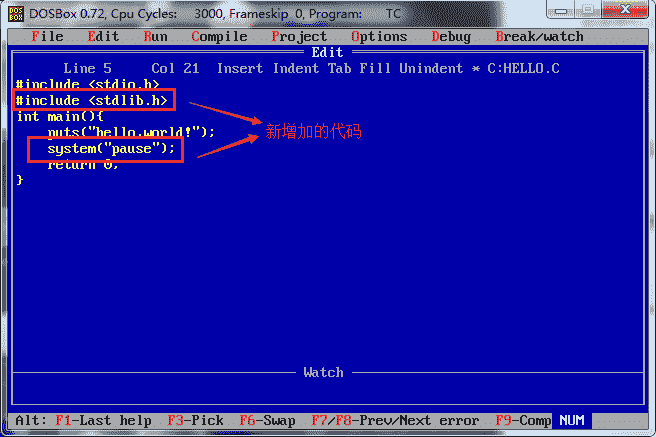 DOSBox 0.72, Cpu Cycles: 3000, Frameskip 0, Program: TC
File Edit Run Compile Project Options Debug Break/watch
Edit
Line 5 Col 21 Insert Indent Tab Fill Unindent * C:HELLO.C
#include <stdio.h>
#include <stdlib.h>
int main(){
puts("hello,world!");
system("pause");
return 0;
}
新增加的代码
Watch
Alt: F1-Last help F3-Pick F6-Swap F7/F8-Prev/Next error F9-Comp NUM